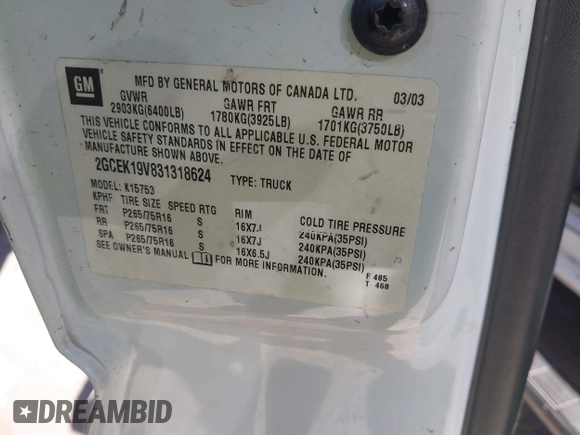 GM
MFD BY GENERAL MOTORS OF CANADA LTD. 03/03
GVWR GAWR FRT GAWR RR
2903KG(6400LB) 1780KG(3925LB) 1701KG(3750LB)
THIS VEHICLE CONFORMS TO ALL APPLICABLE U.S. FEDERAL MOTOR
VEHICLE SAFETY STANDARDS IN EFFECT ON THE DATE OF
MANUFACTURE SHOWN ABOVE.
2GCEK19V831318624 TYPE: TRUCK
MODEL: K15753
KPHF TIRE SIZE SPEED RTG RIM COLD TIRE PRESSURE
FRT P265/75R16 S 16X7J 240KPA(35PSI)
RR P265/75R16 S 16X7J 240KPA(35PSI)
SPA P265/75R16 S 16X6.5J 240KPA(35PSI)
SEE OWNER'S MANUAL FOR MORE INFORMATION.
F 485
T 468
DREAMBID